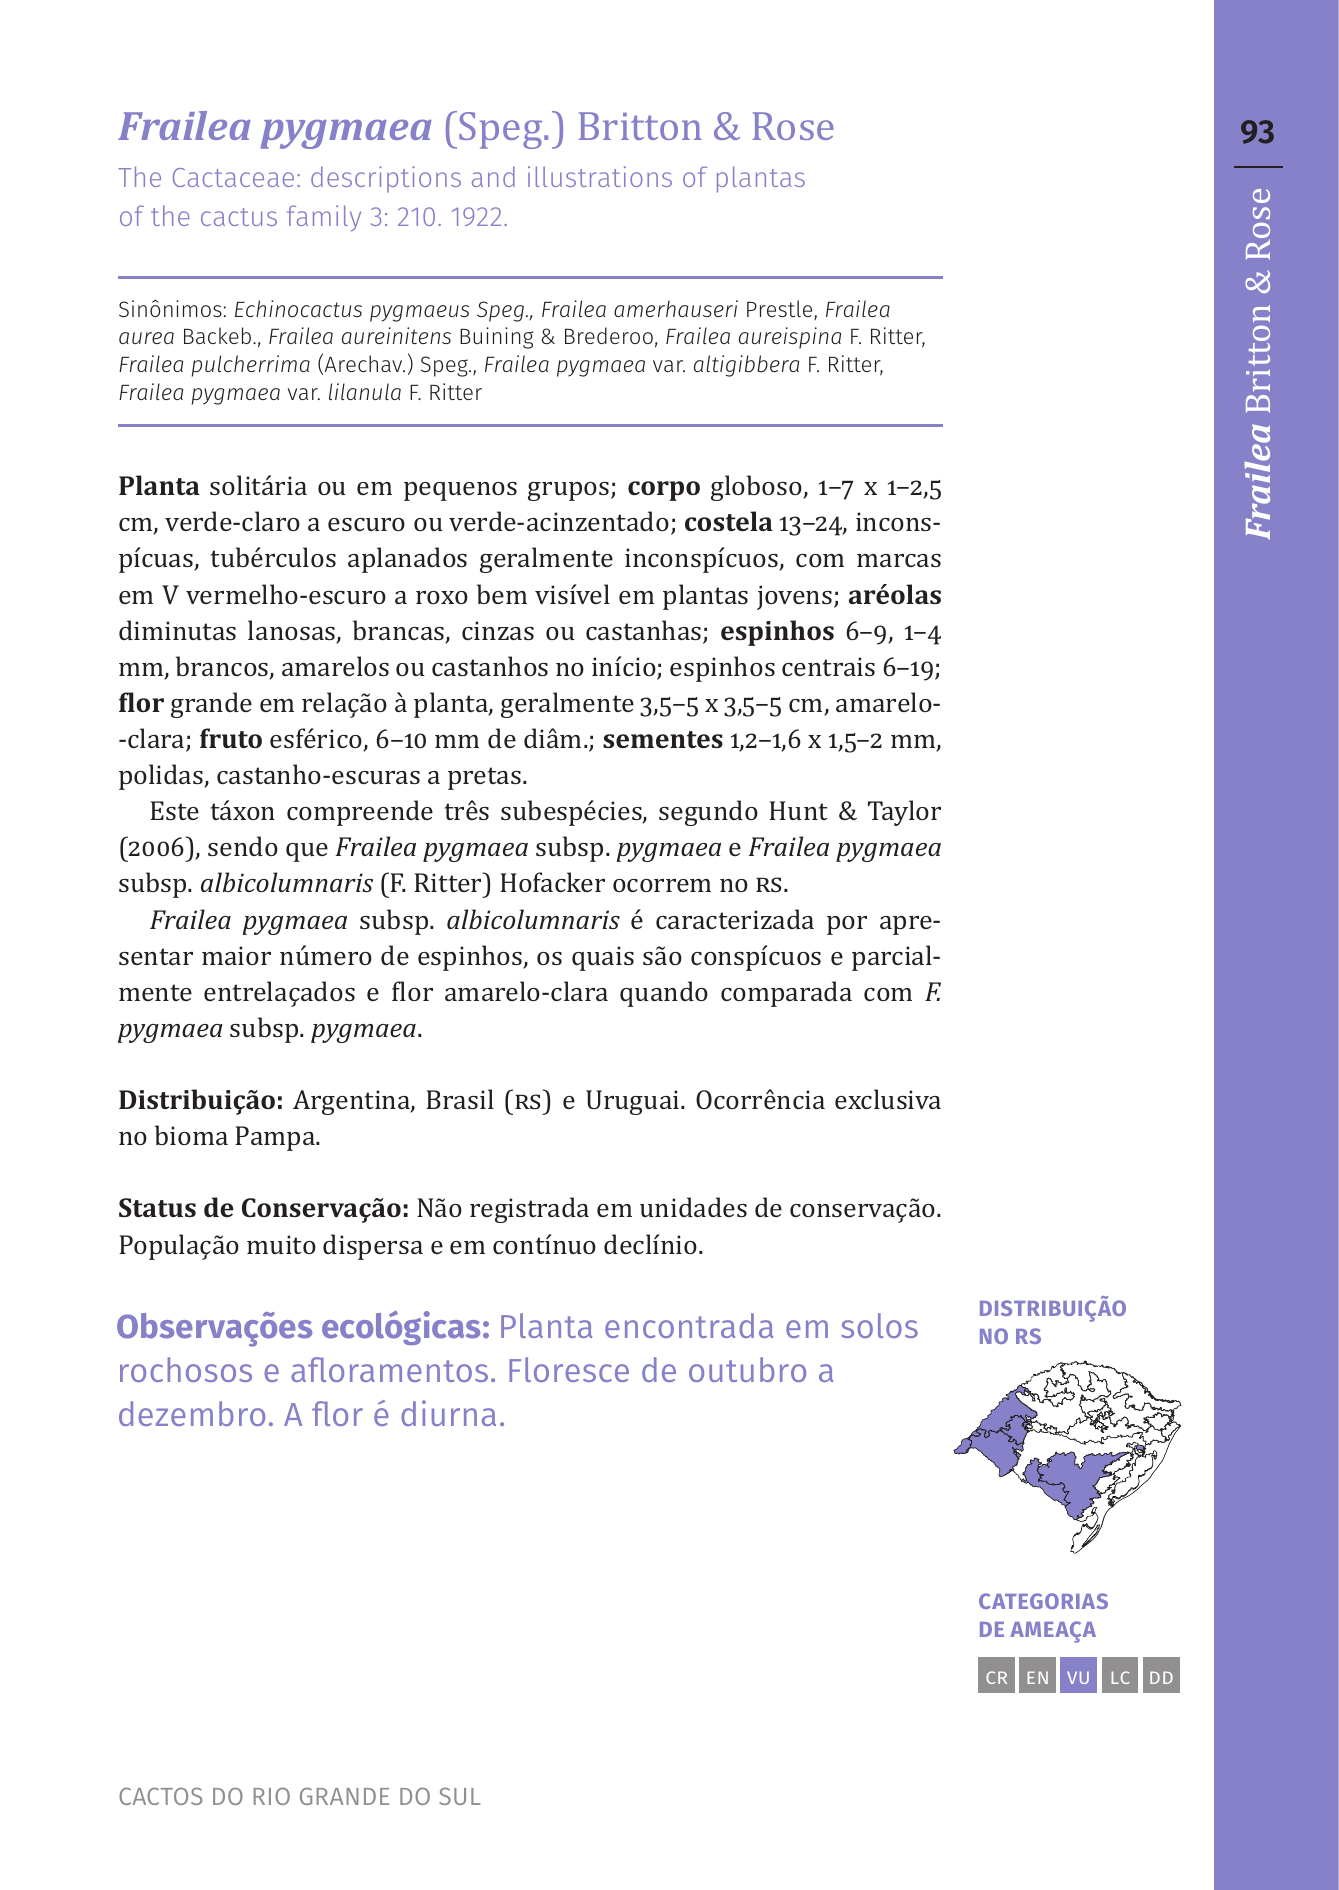 Frailea pygmaea (Speg.) Britton & Rose
The Cactaceae: descriptions and illustrations of plantas
of the cactus family 3: 210. 1922.
Sinônimos: Echinocactus pygmaeus Speg., Frailea amerhauseri Prestle, Frailea
aurea Backeb., Frailea aureinitens Buining & Brederoo, Frailea aureispina F. Ritter,
Frailea pulcherrima (Arechav.) Speg., Frailea pygmaea var. altigibbera F. Ritter,
Frailea pygmaea var. lilanula F. Ritter
Planta solitária ou em pequenos grupos; corpo globoso, 1–7 x 1–2,5
cm, verde-claro a escuro ou verde-acinzentado; costela 13–24, incons-
pícuas, tubérculos aplanados geralmente inconspícuos, com marcas
em V vermelho-escuro a roxo bem visível em plantas jovens; aréolas
diminutas lanosas, brancas, cinzas ou castanhas; espinhos 6–9, 1–4
mm, brancos, amarelos ou castanhos no início; espinhos centrais 6–19;
flor grande em relação à planta, geralmente 3,5–5 x 3,5–5 cm, amarelo-
-clara; fruto esférico, 6–10 mm de diâm.; sementes 1,2–1,6 x 1,5–2 mm,
polidas, castanho-escuras a pretas.
Este táxon compreende três subespécies, segundo Hunt & Taylor
(2006), sendo que Frailea pygmaea subsp. pygmaea e Frailea pygmaea
subsp. albicolumnaris (F. Ritter) Hofacker ocorrem no RS.
Frailea pygmaea subsp. albicolumnaris é caracterizada por apre-
sentar maior número de espinhos, os quais são conspícuos e parcial-
mente entrelaçados e flor amarelo-clara quando comparada com F.
pygmaea subsp. pygmaea.
Distribuição: Argentina, Brasil (RS) e Uruguai. Ocorrência exclusiva
no bioma Pampa.
Status de Conservação: Não registrada em unidades de conservação.
População muito dispersa e em contínuo declínio.
Observações ecológicas: Planta encontrada em solos
rochosos e afloramentos. Floresce de outubro a
dezembro. A flor é diurna.
DISTRIBUIÇÃO
NO RS
CATEGORIAS
DE AMEAÇA
CR EN VU LC DD
CACTOS DO RIO GRANDE DO SUL
93
Frailea Britton & Rose